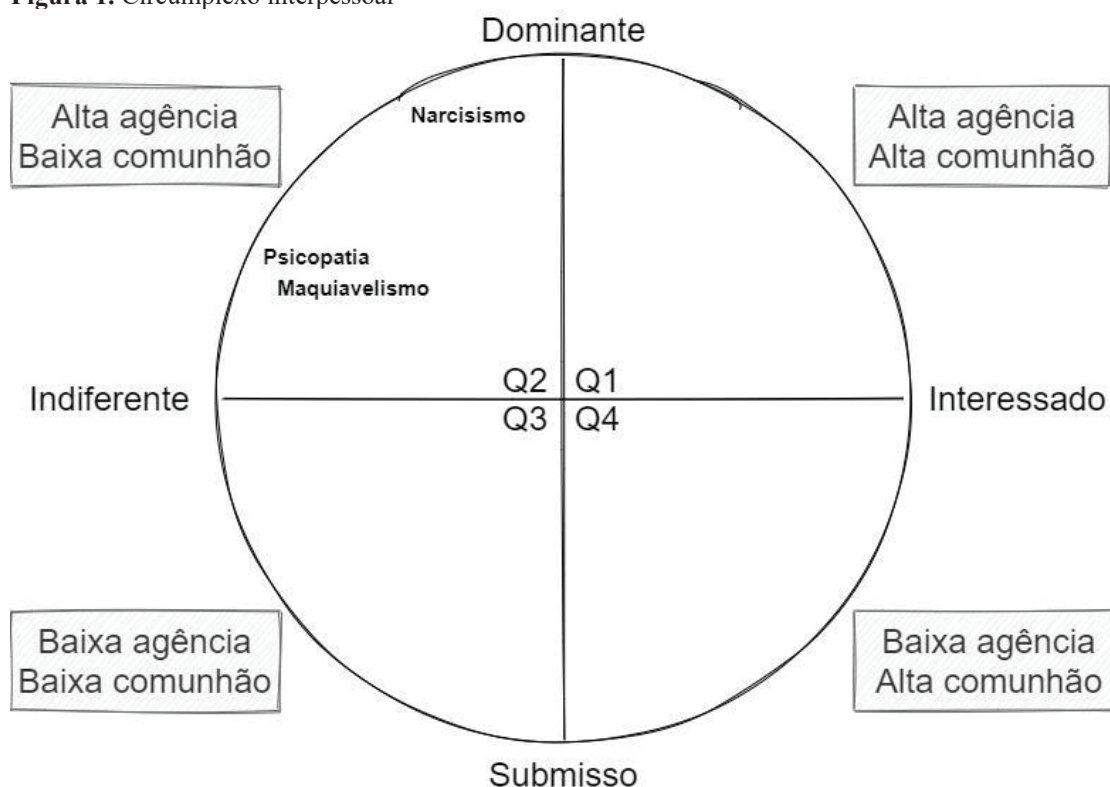 Figura 1. Circumplexo interpessoal
Dominante
Alta agência
Baixa comunhão
Narcisismo
Alta agência
Alta comunhão
Psicopatia
Maquiavelismo
Q2 Q1
Indiferente
Interessado
Q3 Q4
Baixa agência
Baixa comunhão
Baixa agência
Alta comunhão
Submisso